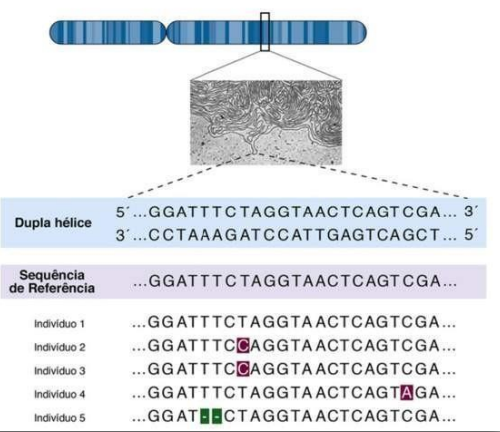 5´...GGATTTCTAGGTAACTCAGTCGA... 3´
Dupla hélice
3´...CCTAAAGATCCATTGAGTCAGCT... 5´
Sequência
de Referência
...GGATTTCTAGGTAACTCAGTCGA...
Indivíduo 1 ...GGATTTCTAGGTAACTCAGTCGA...
Indivíduo 2 ...GGATTTCCAGGTAACTCAGTCGA...
Indivíduo 3 ...GGATTTCCAGGTAACTCAGTCGA...
Indivíduo 4 ...GGATTTCTAGGTAACTCAGTAGA...
Indivíduo 5 ...GGAT--CTAGGTAACTCAGTCGA...